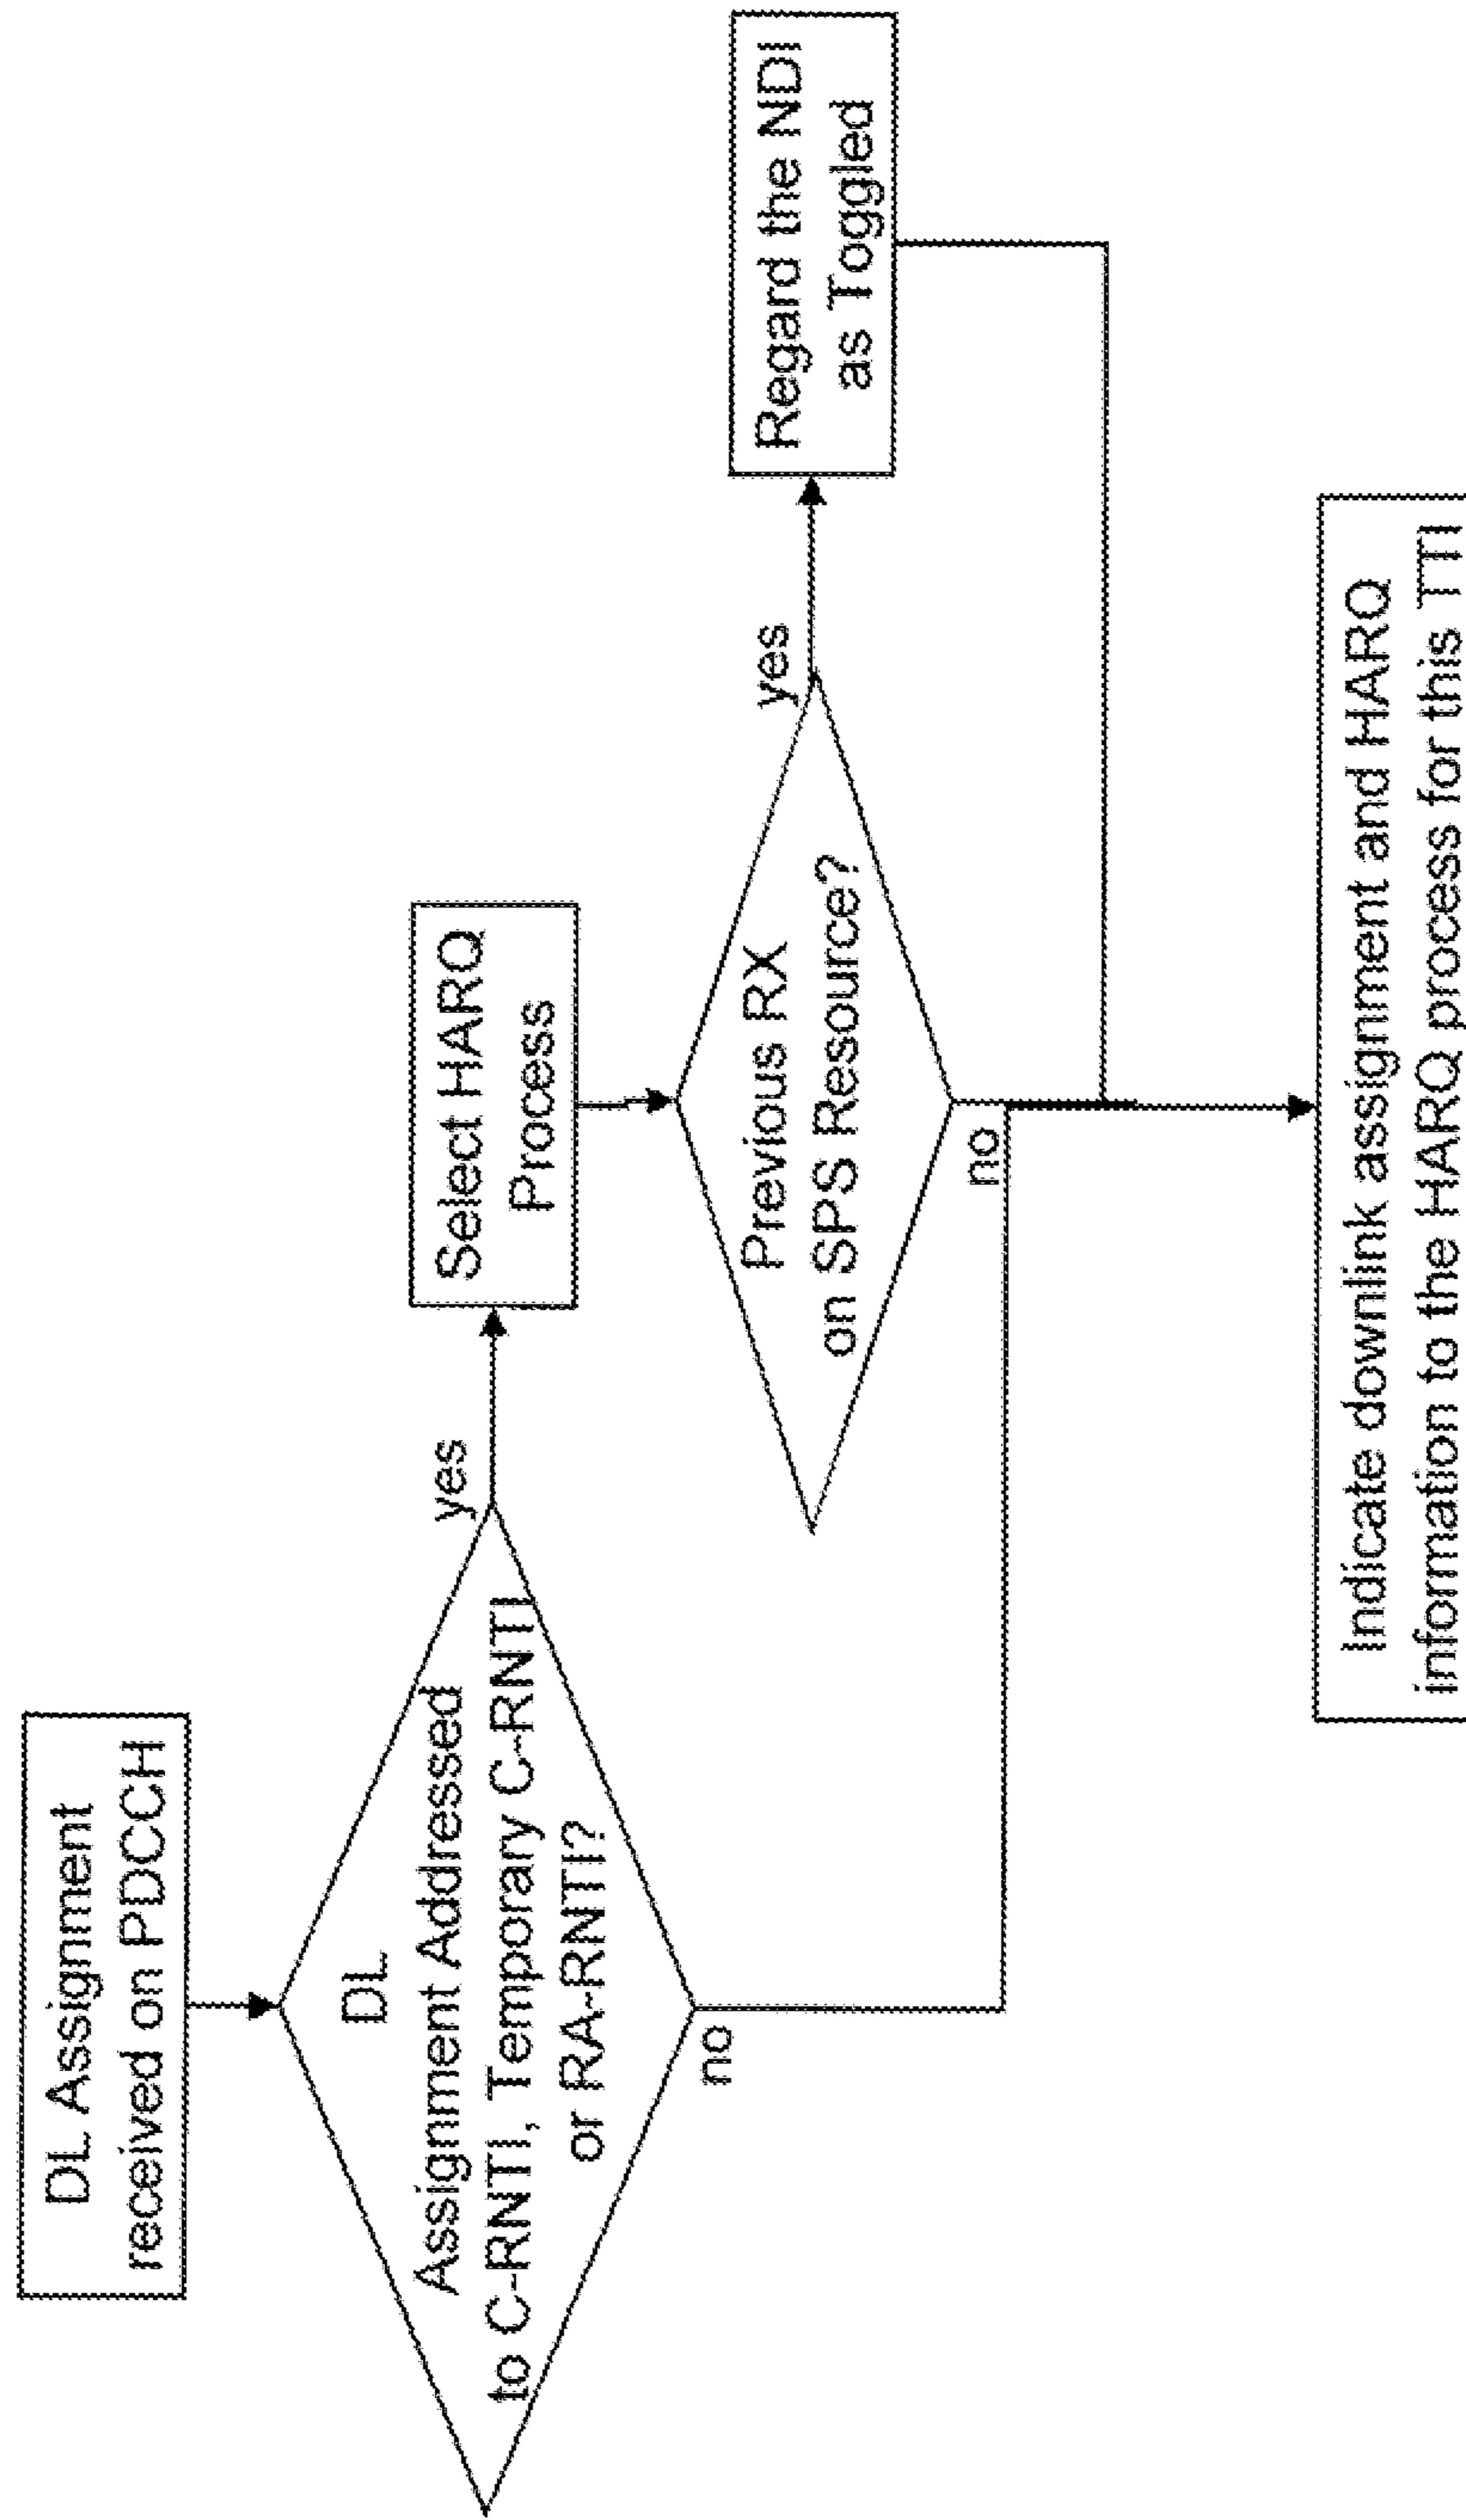 DL Assignment
received on PDCCH
DL
Assignment Addressed
to C-RNTI, Temporary C-RNTI
or RA-RNTI?
yes
no
Select HARQ
Process
Previous RX
on SPS Resource?
yes
no
Regard the NDI
as Toggled
Indicate downlink assignment and HARQ
information to the HARQ process for this TTI